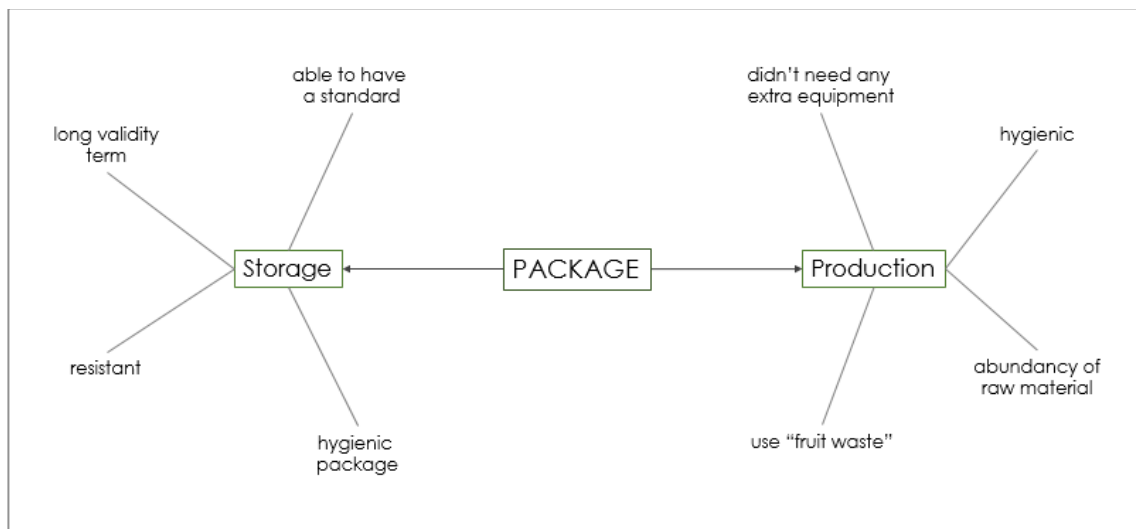 able to have
a standard
didn't need any
extra equipment
long validity
term
hygienic
Storage
PACKAGE
Production
resistant
abundancy of
raw material
hygienic
package
use “fruit waste”